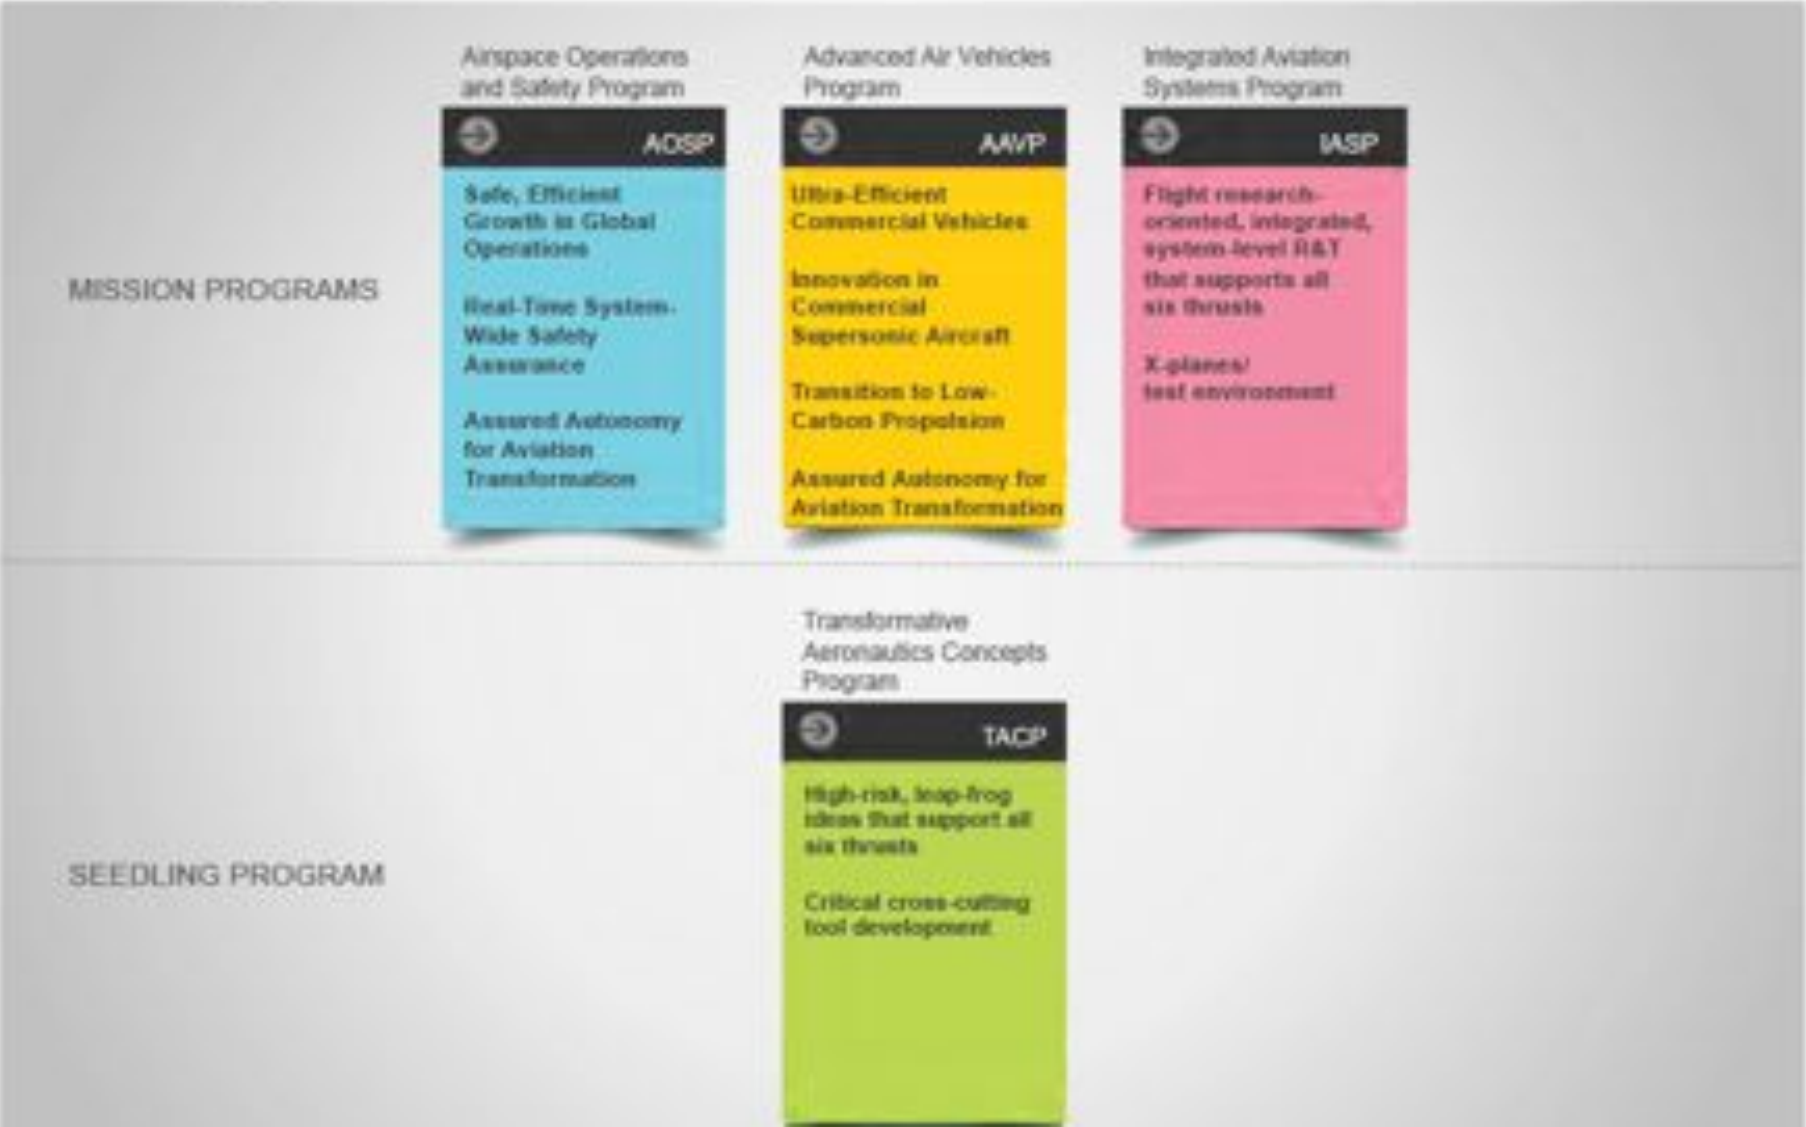 Airspace Operations
and Safety Program
AOSP
Safe, Efficient
Growth in Global
Operations
Real-Time System-
Wide Safety
Assurance
Assured Autonomy
for Aviation
Transformation
Advanced Air Vehicles
Program
AAVP
Ultra-Efficient
Commercial Vehicles
Innovation in
Commercial
Supersonic Aircraft
Transition to Low-
Carbon Propulsion
Assured Autonomy for
Aviation Transformation
Integrated Aviation
Systems Program
IASP
Flight research-
oriented, integrated,
system-level R&T
that supports all
six thrusts
X-planes/
test environment
MISSION PROGRAMS
Transformative
Aeronautics Concepts
Program
TACP
High-risk, leap-frog
ideas that support all
six thrusts
Critical cross-cutting
tool development
SEEDLING PROGRAM